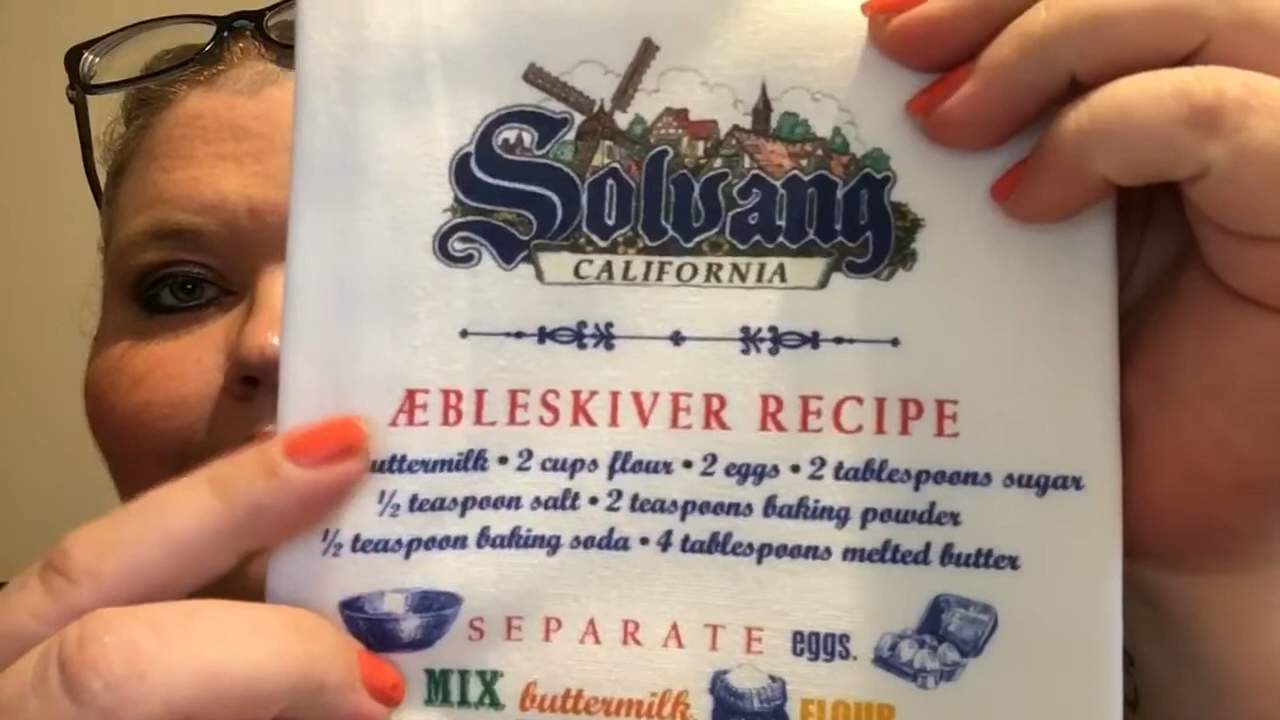 Solvang
CALIFORNIA
ÆBLESKIVER RECIPE
uttermilk • 2 cups flour • 2 eggs • 2 tablespoons sugar
½ teaspoon salt • 2 teaspoons baking powder
½ teaspoon baking soda • 4 tablespoons melted butter
SEPARATE eggs.
MIX buttermilk FLOUR